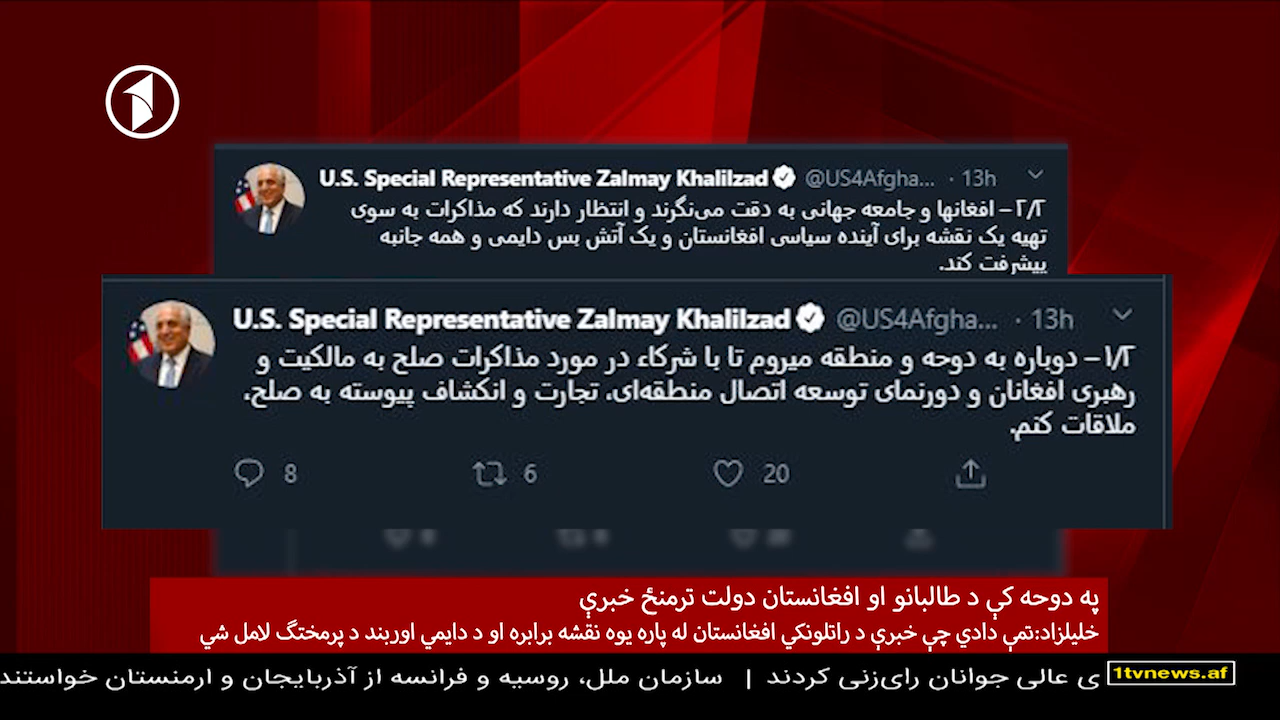 U.S. Special Representative Zalmay Khalilzad @US4Afgha... · 13h
۲/۲ – افغانها و جامعه جهانی به دقت می‌نگرند و انتظار دارند که مذاکرات به سوی
تهیه یک نقشه برای آینده سیاسی افغانستان و یک آتش بس دایمی و همه جانبه
پیشرفت کند.
U.S. Special Representative Zalmay Khalilzad @US4Afgha... · 13h
۱/۲ – دوباره به دوحه و منطقه میروم تا با شرکاء در مورد مذاکرات صلح به مالکیت و
رهبری افغانان و دورنمای توسعه اتصال منطقه‌ای، تجارت و انکشاف پیوسته به صلح،
ملاقات کنم.
8 6 20
په دوحه کې د طالبانو او افغانستان دولت ترمنځ خبرې
خلیلزاد:تمې دادي چې خبرې د راتلونکي افغانستان له پاره یوه نقشه برابره او د دایمي اوربند د پرمختګ لامل شي
ی عالی جوانان رای‌زنی کردند | سازمان ملل، روسیه و فرانسه از آذربایجان و ارمنستان خواستند
1tvnews.af